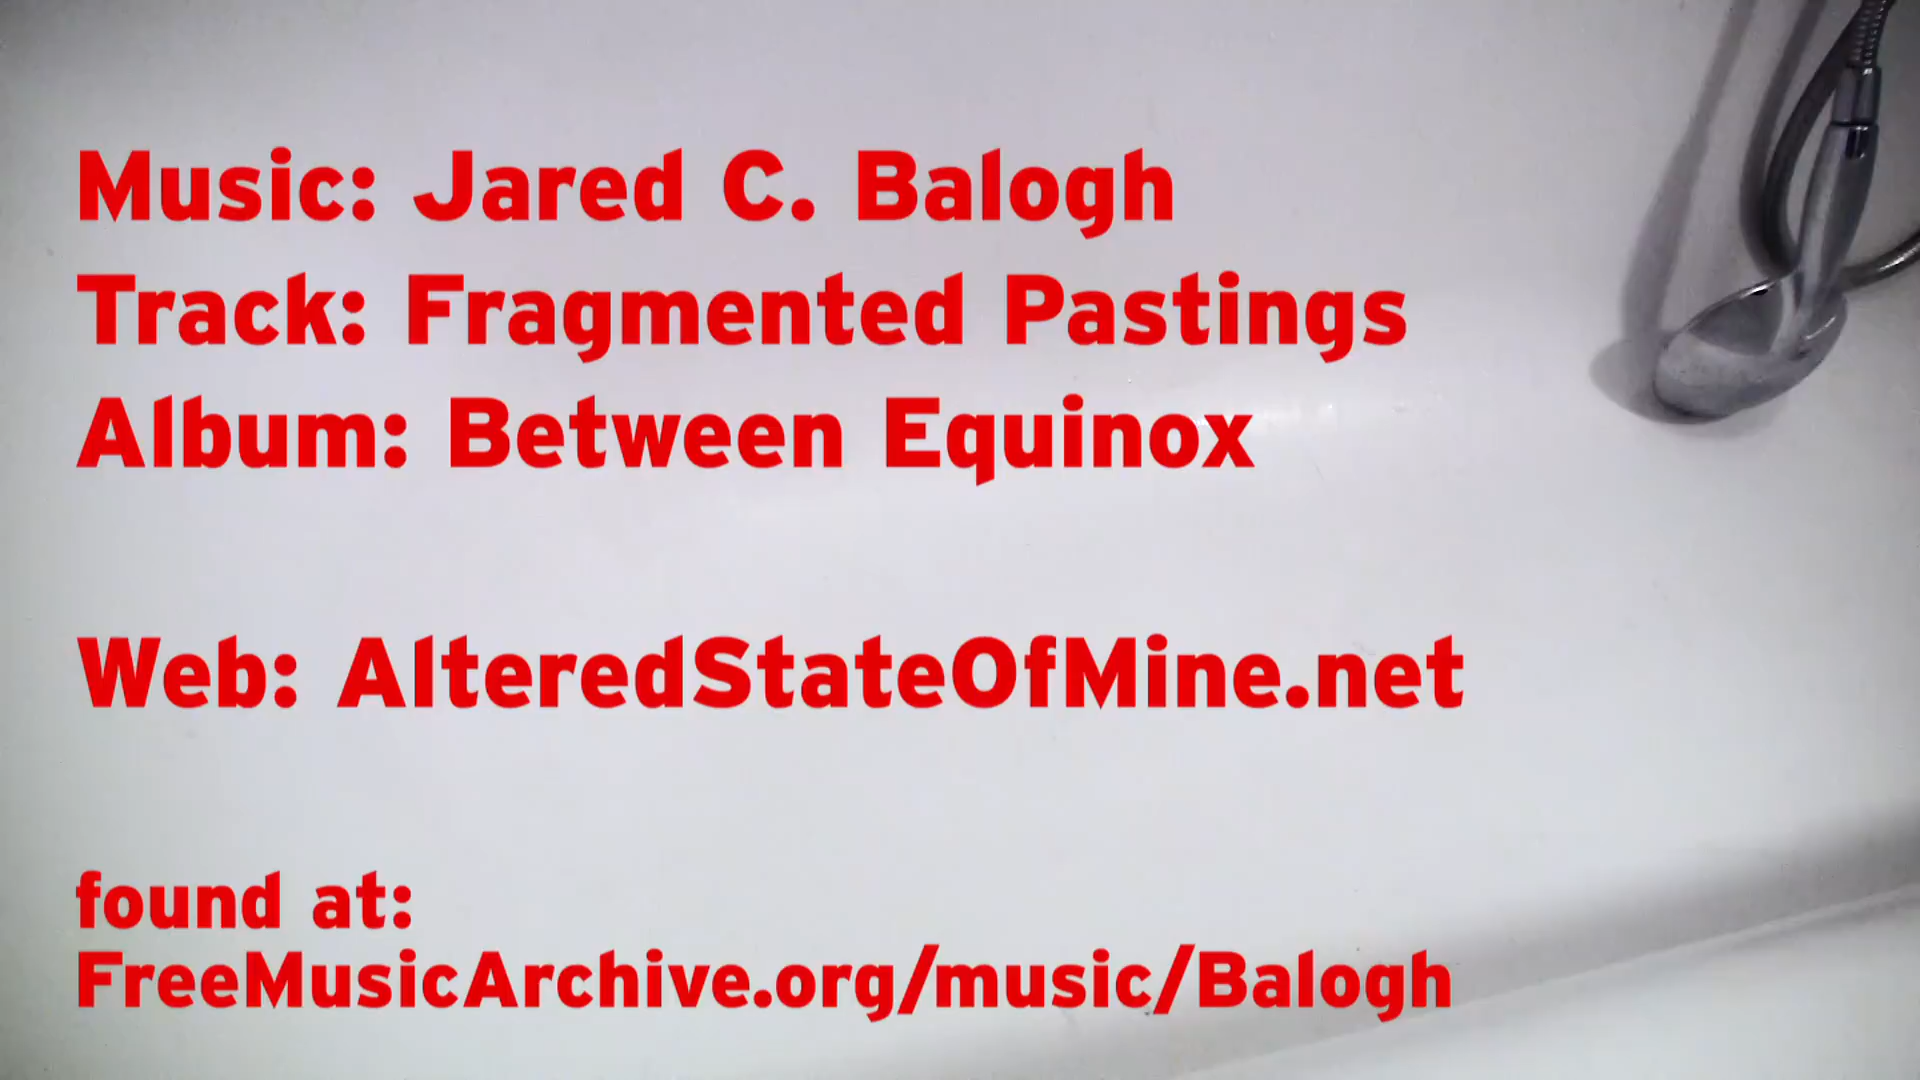 Music: Jared C. Balogh
Track: Fragmented Pastings
Album: Between Equinox
Web: AlteredStateOfMine.net
found at:
FreeMusicArchive.org/music/Balogh